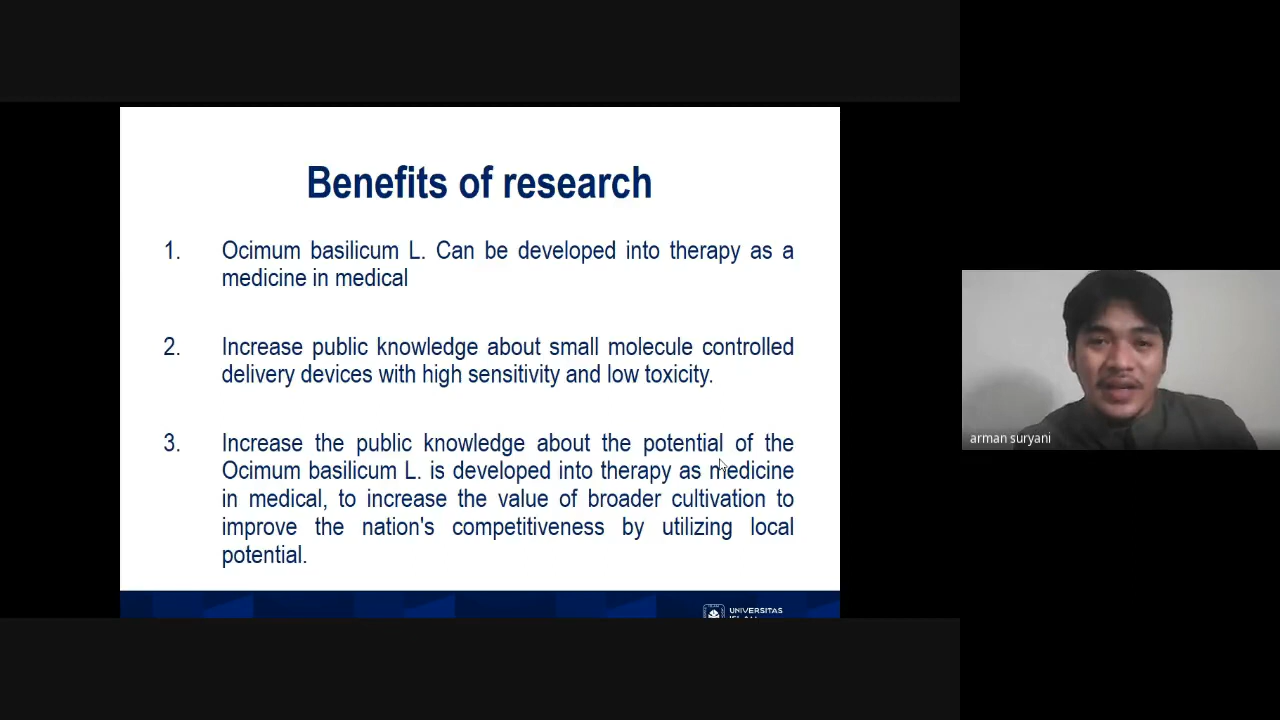 Benefits of research
1. Ocimum basilicum L. Can be developed into therapy as a
medicine in medical
2. Increase public knowledge about small molecule controlled
delivery devices with high sensitivity and low toxicity.
3. Increase the public knowledge about the potential of the
Ocimum basilicum L. is developed into therapy as medicine
in medical, to increase the value of broader cultivation to
improve the nation's competitiveness by utilizing local
potential.
UNIVERSITAS
arman suryani